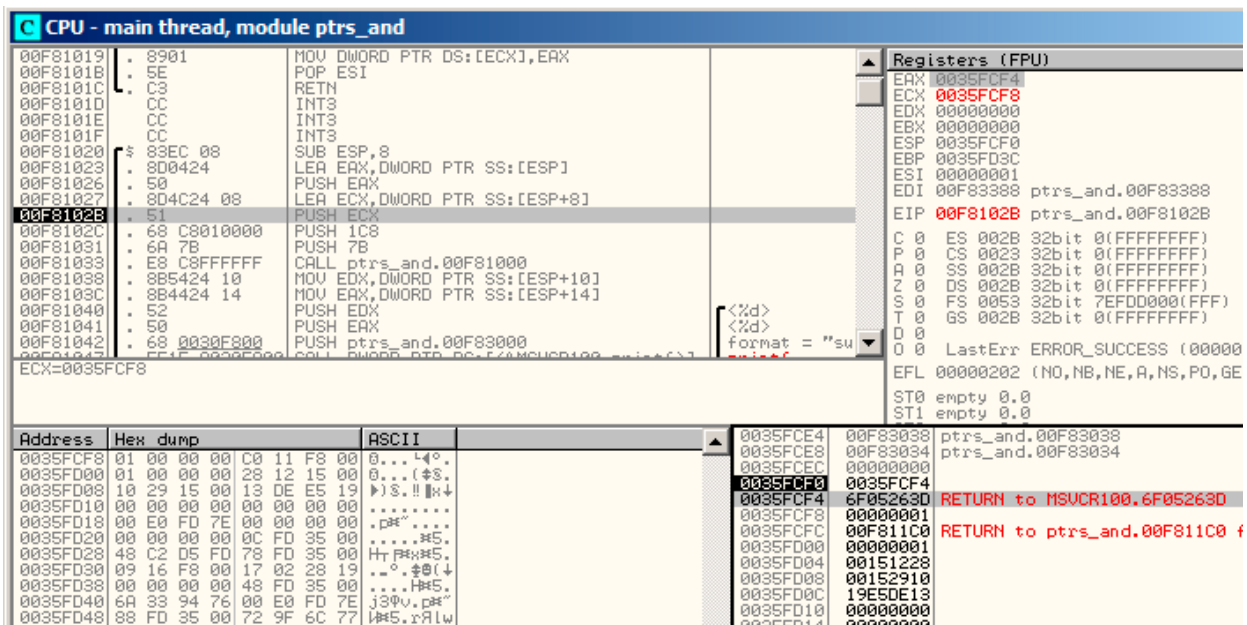 CPU - main thread, module ptrs_and
00F81019 . 8901 MOV DWORD PTR DS:[ECX],EAX
00F8101B . 5E POP ESI
00F8101C . C3 RETN
00F8101D CC INT3
00F8101E CC INT3
00F8101F CC INT3
00F81020 $ 83EC 08 SUB ESP,8
00F81023 . 8D0424 LEA EAX,DWORD PTR SS:[ESP]
00F81026 . 50 PUSH EAX
00F81027 . 8D4C24 08 LEA ECX,DWORD PTR SS:[ESP+8]
00F8102B . 51 PUSH ECX
00F8102C . 68 C8010000 PUSH 1C8
00F81031 . 6A 7B PUSH 7B
00F81033 . E8 C8FFFFFF CALL ptrs_and.00F81000
00F81038 . 8B5424 10 MOV EDX,DWORD PTR SS:[ESP+10]
00F8103C . 8B4424 14 MOV EAX,DWORD PTR SS:[ESP+14]
00F81040 . 52 PUSH EDX <%d>
00F81041 . 50 PUSH EAX <%d>
00F81042 . 68 0030F800 PUSH ptrs_and.00F83000 format = "su
ECX=0035FCF8
Registers (FPU)
EAX 0035FCF4
ECX 0035FCF8
EDX 00000000
EBX 00000000
ESP 0035FCF0
EBP 0035FD3C
ESI 00000001
EDI 00F83388 ptrs_and.00F83388
EIP 00F8102B ptrs_and.00F8102B
C 0 ES 002B 32bit 0(FFFFFFFF)
P 0 CS 0023 32bit 0(FFFFFFFF)
A 0 SS 002B 32bit 0(FFFFFFFF)
Z 0 DS 002B 32bit 0(FFFFFFFF)
S 0 FS 0053 32bit 7EFDD000(FFF)
T 0 GS 002B 32bit 0(FFFFFFFF)
D 0
O 0 LastErr ERROR_SUCCESS (00000
EFL 00000202 (NO,NB,NE,A,NS,PO,GE
ST0 empty 0.0
ST1 empty 0.0
Address Hex dump ASCII
0035FCF8 01 00 00 00 C0 11 F8 00
0035FD00 01 00 00 00 28 12 15 00
0035FD08 10 29 15 00 13 DE E5 19
0035FD10 00 00 00 00 00 00 00 00 ........
0035FD18 00 E0 FD 7E 00 00 00 00
0035FD20 00 00 00 00 0C FD 35 00
0035FD28 48 C2 D5 FD 78 FD 35 00
0035FD30 09 16 F8 00 17 02 28 19
0035FD38 00 00 00 00 48 FD 35 00
0035FD40 6A 33 94 76 00 E0 FD 7E
0035FD48 88 FD 35 00 72 9F 6C 77
0035FCE4 00F83038 ptrs_and.00F83038
0035FCE8 00F83034 ptrs_and.00F83034
0035FCEC 00000000
0035FCF0 0035FCF4
0035FCF4 6F05263D RETURN to MSVCR100.6F05263D
0035FCF8 00000001
0035FCFC 00F811C0 RETURN to ptrs_and.00F811C0 f
0035FD00 00000001
0035FD04 00151228
0035FD08 00152910
0035FD0C 19E5DE13
0035FD10 00000000